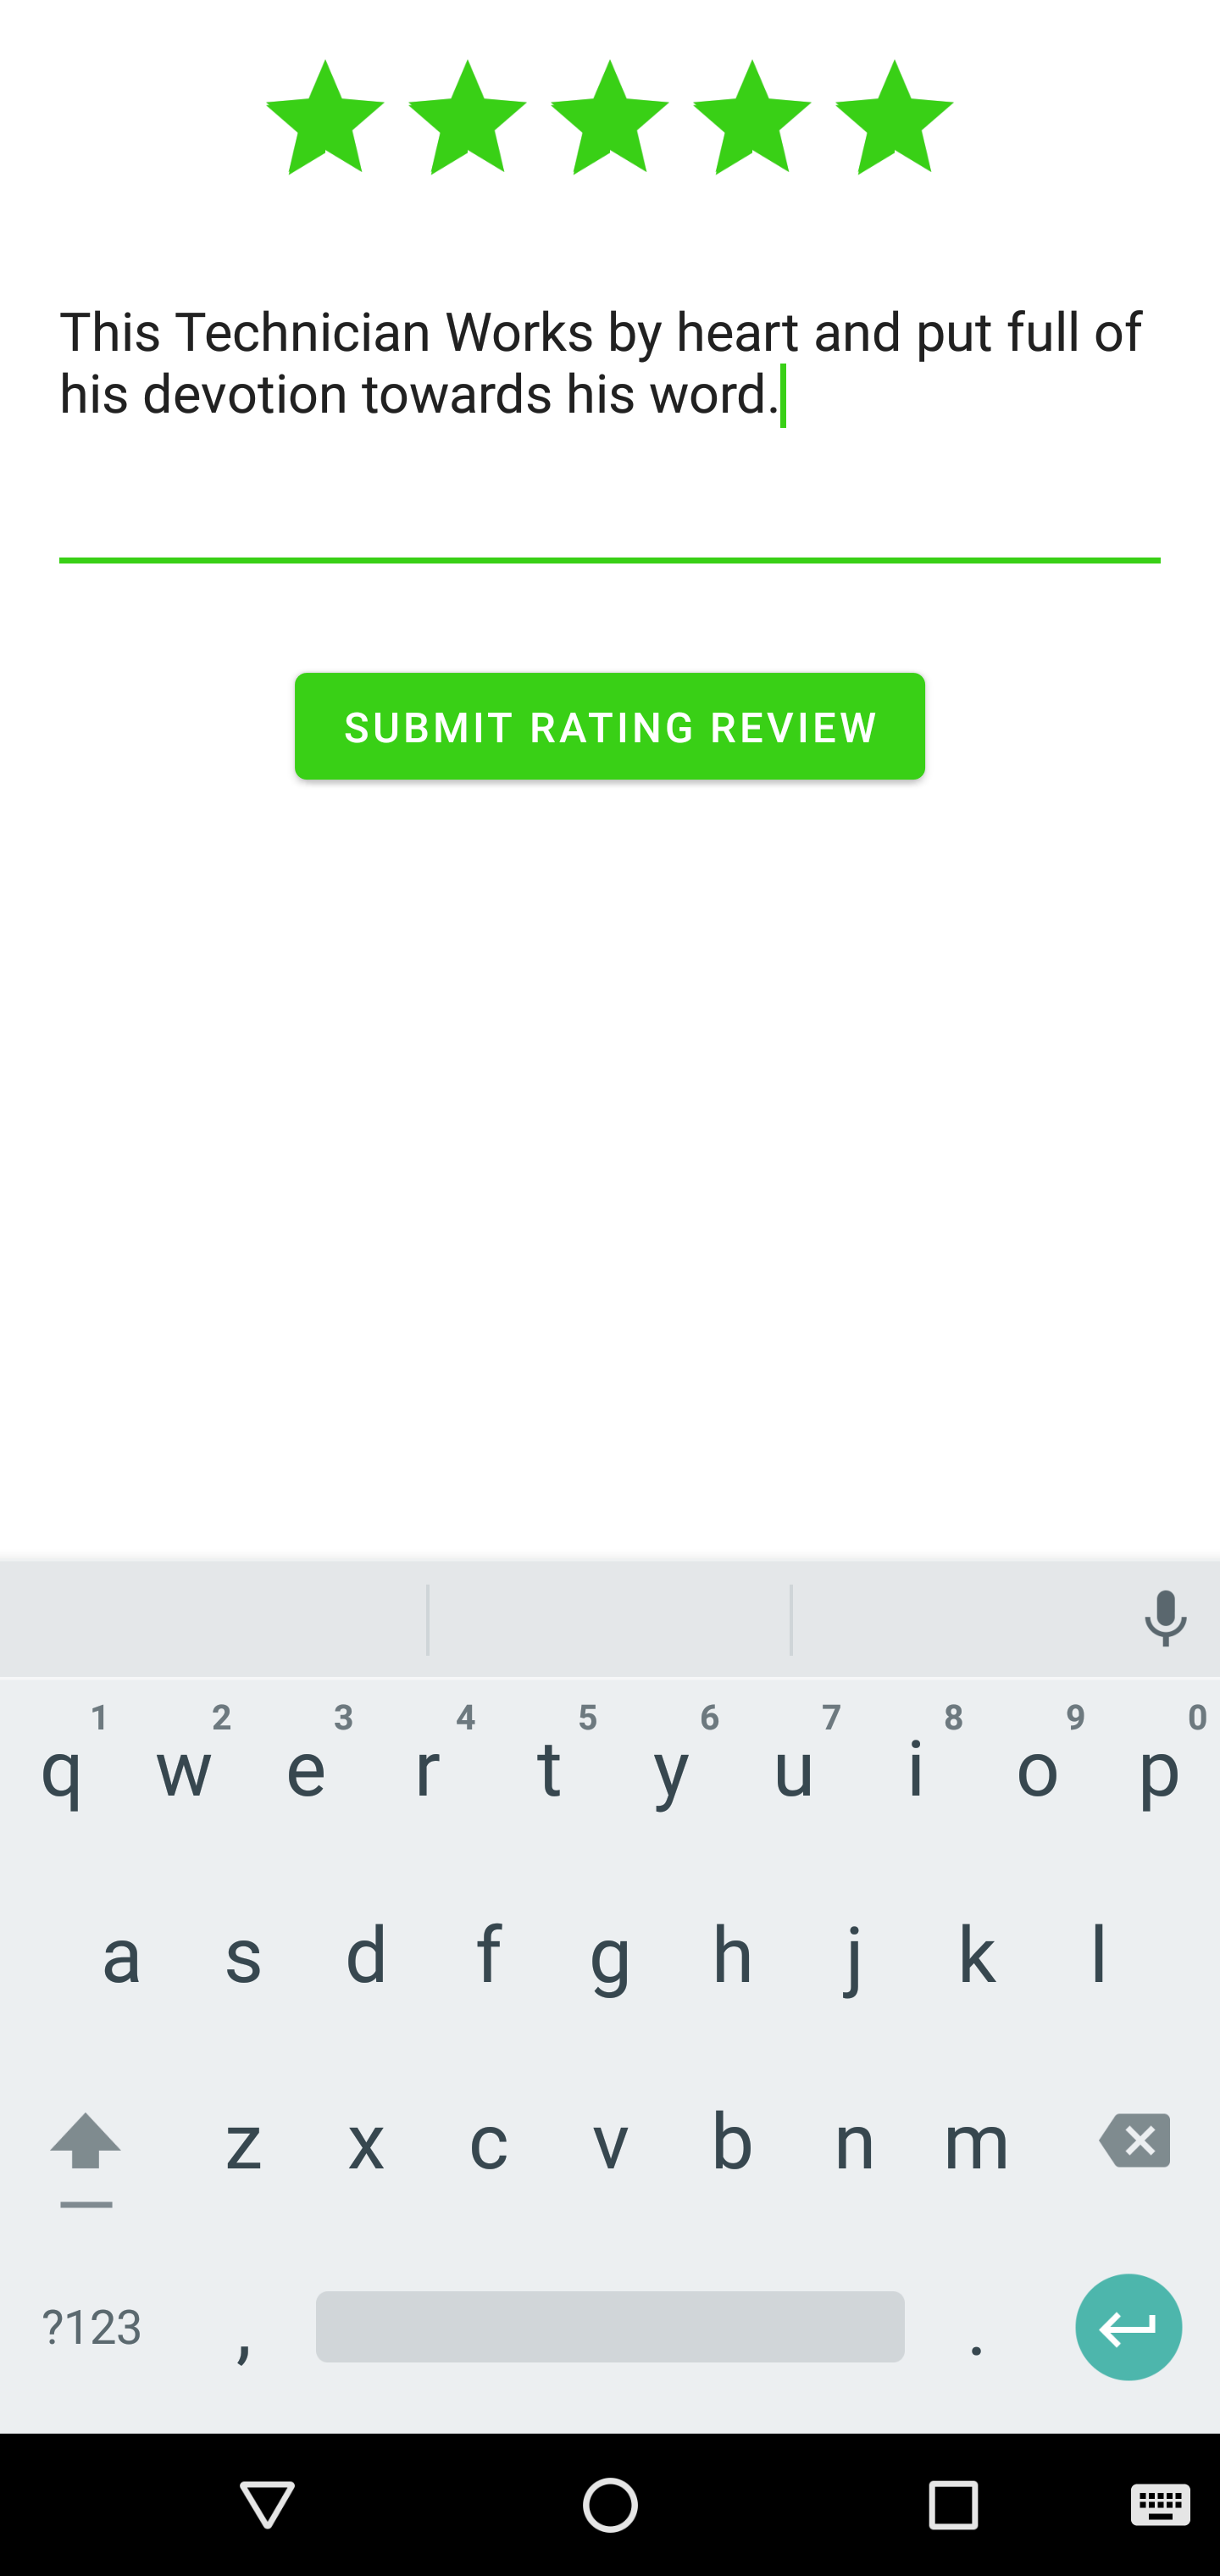 This Technician Works by heart and put full of
his devotion towards his word.
SUBMIT RATING REVIEW
1 2 3 4 5 6 7 8 9 0
q w e r t y u i o p
a s d f g h j k l
z x c v b n m
?123 , .